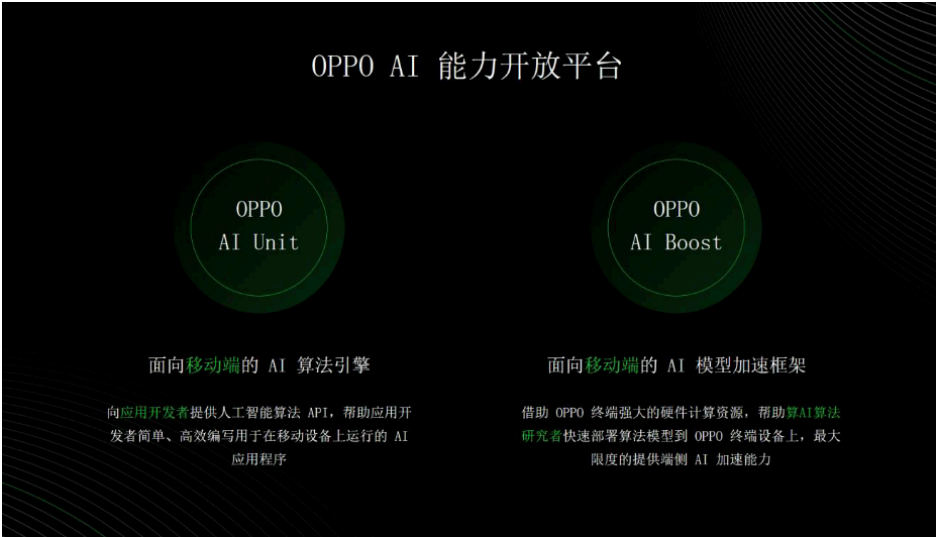 OPPO AI 能力开放平台
OPPO
AI Unit
面向移动端的 AI 算法引擎
向应用开发者提供人工智能算法 API，帮助应用开
发者简单、高效编写用于在移动设备上运行的 AI
应用程序
OPPO
AI Boost
面向移动端的 AI 模型加速框架
借助 OPPO 终端强大的硬件计算资源，帮助算AI算法
研究者快速部署算法模型到 OPPO 终端设备上，最大
限度的提供端侧 AI 加速能力